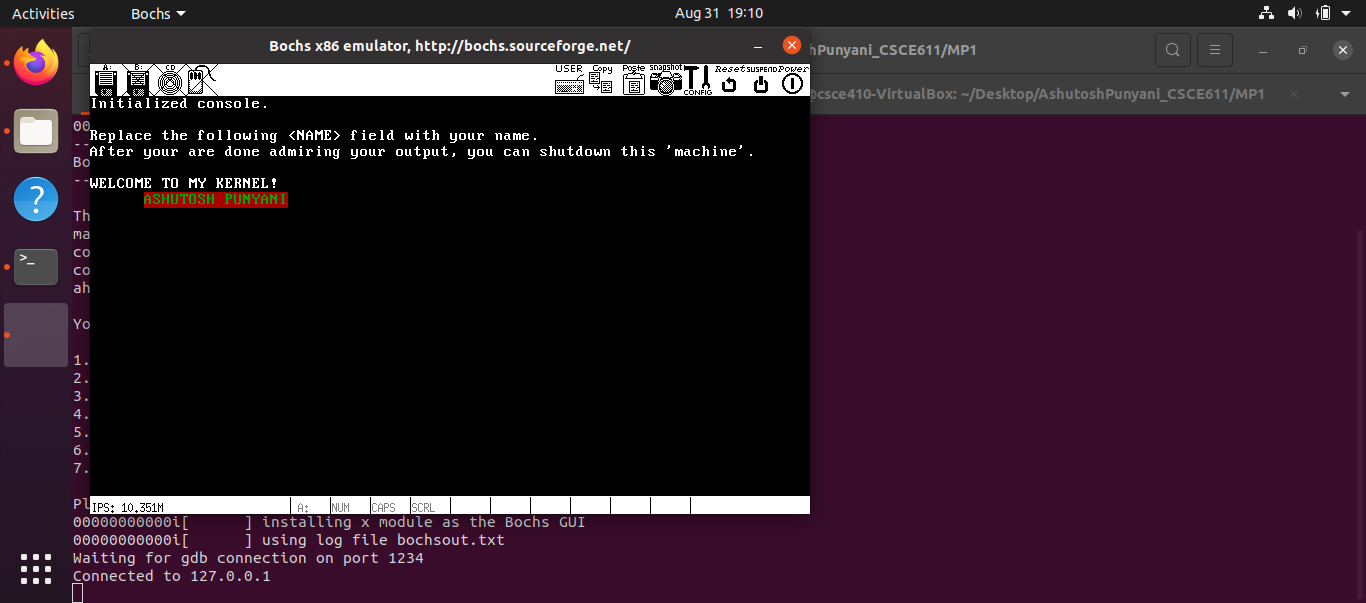 Activities
Bochs
Aug 31 19:10
Bochs x86 emulator, http://bochs.sourceforge.net/
hPunyani_CSCE611/MP1
@csce410-VirtualBox: ~/Desktop/AshutoshPunyani_CSCE611/MP1
A:
B:
CD
USER
Copy
Paste
snapshot
CONFIG
Reset
SUSPEND
Power
Initialized console.
Replace the following <NAME> field with your name.
After your are done admiring your output, you can shutdown this 'machine'.
WELCOME TO MY KERNEL!
ASHUTOSH PUNYANI
00
--
Bo
--
Th
ma
co
co
ah
Yo
1.
2.
3.
4.
5.
6.
7.
Pl
IPS: 10.351M
A:
NUM
CAPS
SCRL
00000000000i[      ] installing x module as the Bochs GUI
00000000000i[      ] using log file bochsout.txt
Waiting for gdb connection on port 1234
Connected to 127.0.0.1